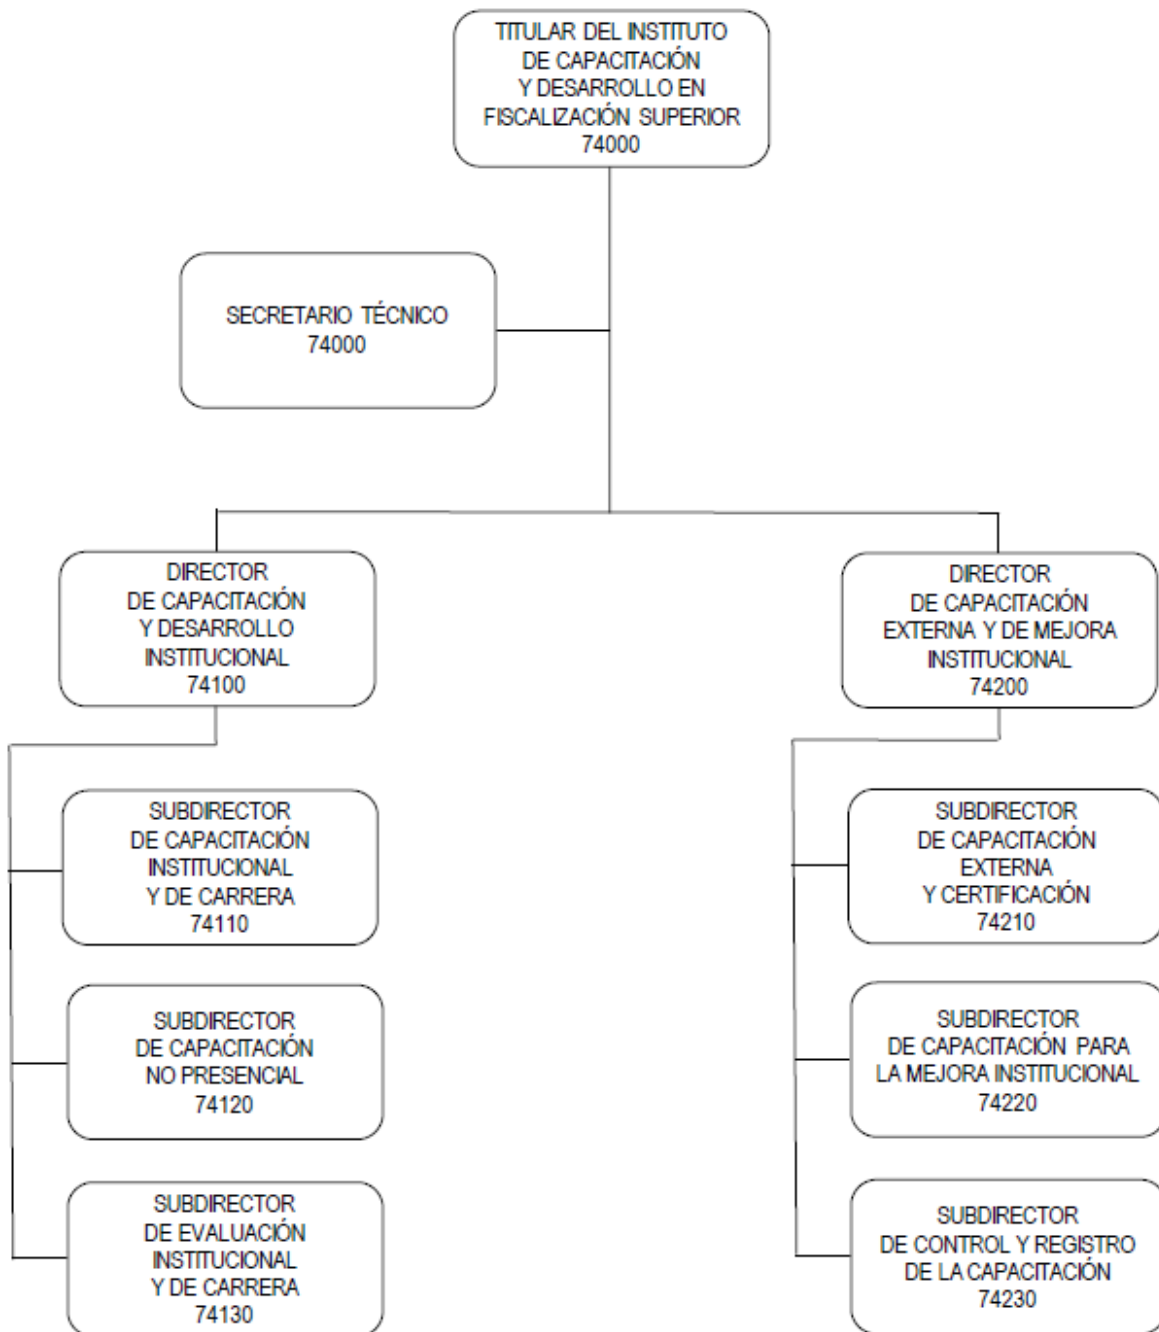 TITULAR DEL INSTITUTO
DE CAPACITACIÓN
Y DESARROLLO EN
FISCALIZACIÓN SUPERIOR
74000
SECRETARIO TÉCNICO
74000
DIRECTOR
DE CAPACITACIÓN
Y DESARROLLO
INSTITUCIONAL
74100
DIRECTOR
DE CAPACITACIÓN
EXTERNA Y DE MEJORA
INSTITUCIONAL
74200
SUBDIRECTOR
DE CAPACITACIÓN
INSTITUCIONAL
Y DE CARRERA
74110
SUBDIRECTOR
DE CAPACITACIÓN
EXTERNA
Y CERTIFICACIÓN
74210
SUBDIRECTOR
DE CAPACITACIÓN
NO PRESENCIAL
74120
SUBDIRECTOR
DE CAPACITACIÓN PARA
LA MEJORA INSTITUCIONAL
74220
SUBDIRECTOR
DE EVALUACIÓN
INSTITUCIONAL
Y DE CARRERA
74130
SUBDIRECTOR
DE CONTROL Y REGISTRO
DE LA CAPACITACIÓN
74230